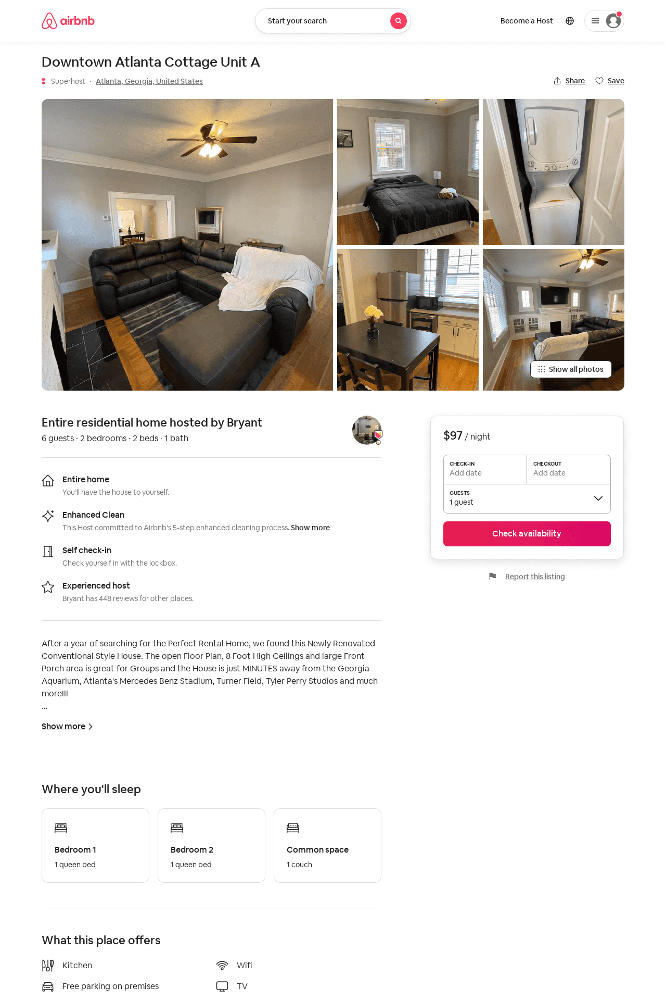 airbnb
Start your search
Become a Host
Downtown Atlanta Cottage Unit A
Superhost · Atlanta, Georgia, United States
Share
Save
Show all photos
Entire residential home hosted by Bryant
6 guests · 2 bedrooms · 2 beds · 1 bath
Entire home
You’ll have the house to yourself.
Enhanced Clean
This Host committed to Airbnb's 5-step enhanced cleaning process. Show more
Self check-in
Check yourself in with the lockbox.
Experienced host
Bryant has 448 reviews for other places.
$97 / night
CHECK-IN
Add date
CHECKOUT
Add date
GUESTS
1 guest
Check availability
Report this listing
After a year of searching for the Perfect Rental Home, we found this Newly Renovated
Conventional Style House. The open Floor Plan, 8 Foot High Ceilings and large Front
Porch area is great for Groups and the House is just MINUTES away from the Georgia
Aquarium, Atlanta's Mercedes Benz Stadium, Turner Field, Tyler Perry Studios and much
more!!!
...
Show more
Where you'll sleep
Bedroom 1
1 queen bed
Bedroom 2
1 queen bed
Common space
1 couch
What this place offers
Kitchen
Wifi
Free parking on premises
TV